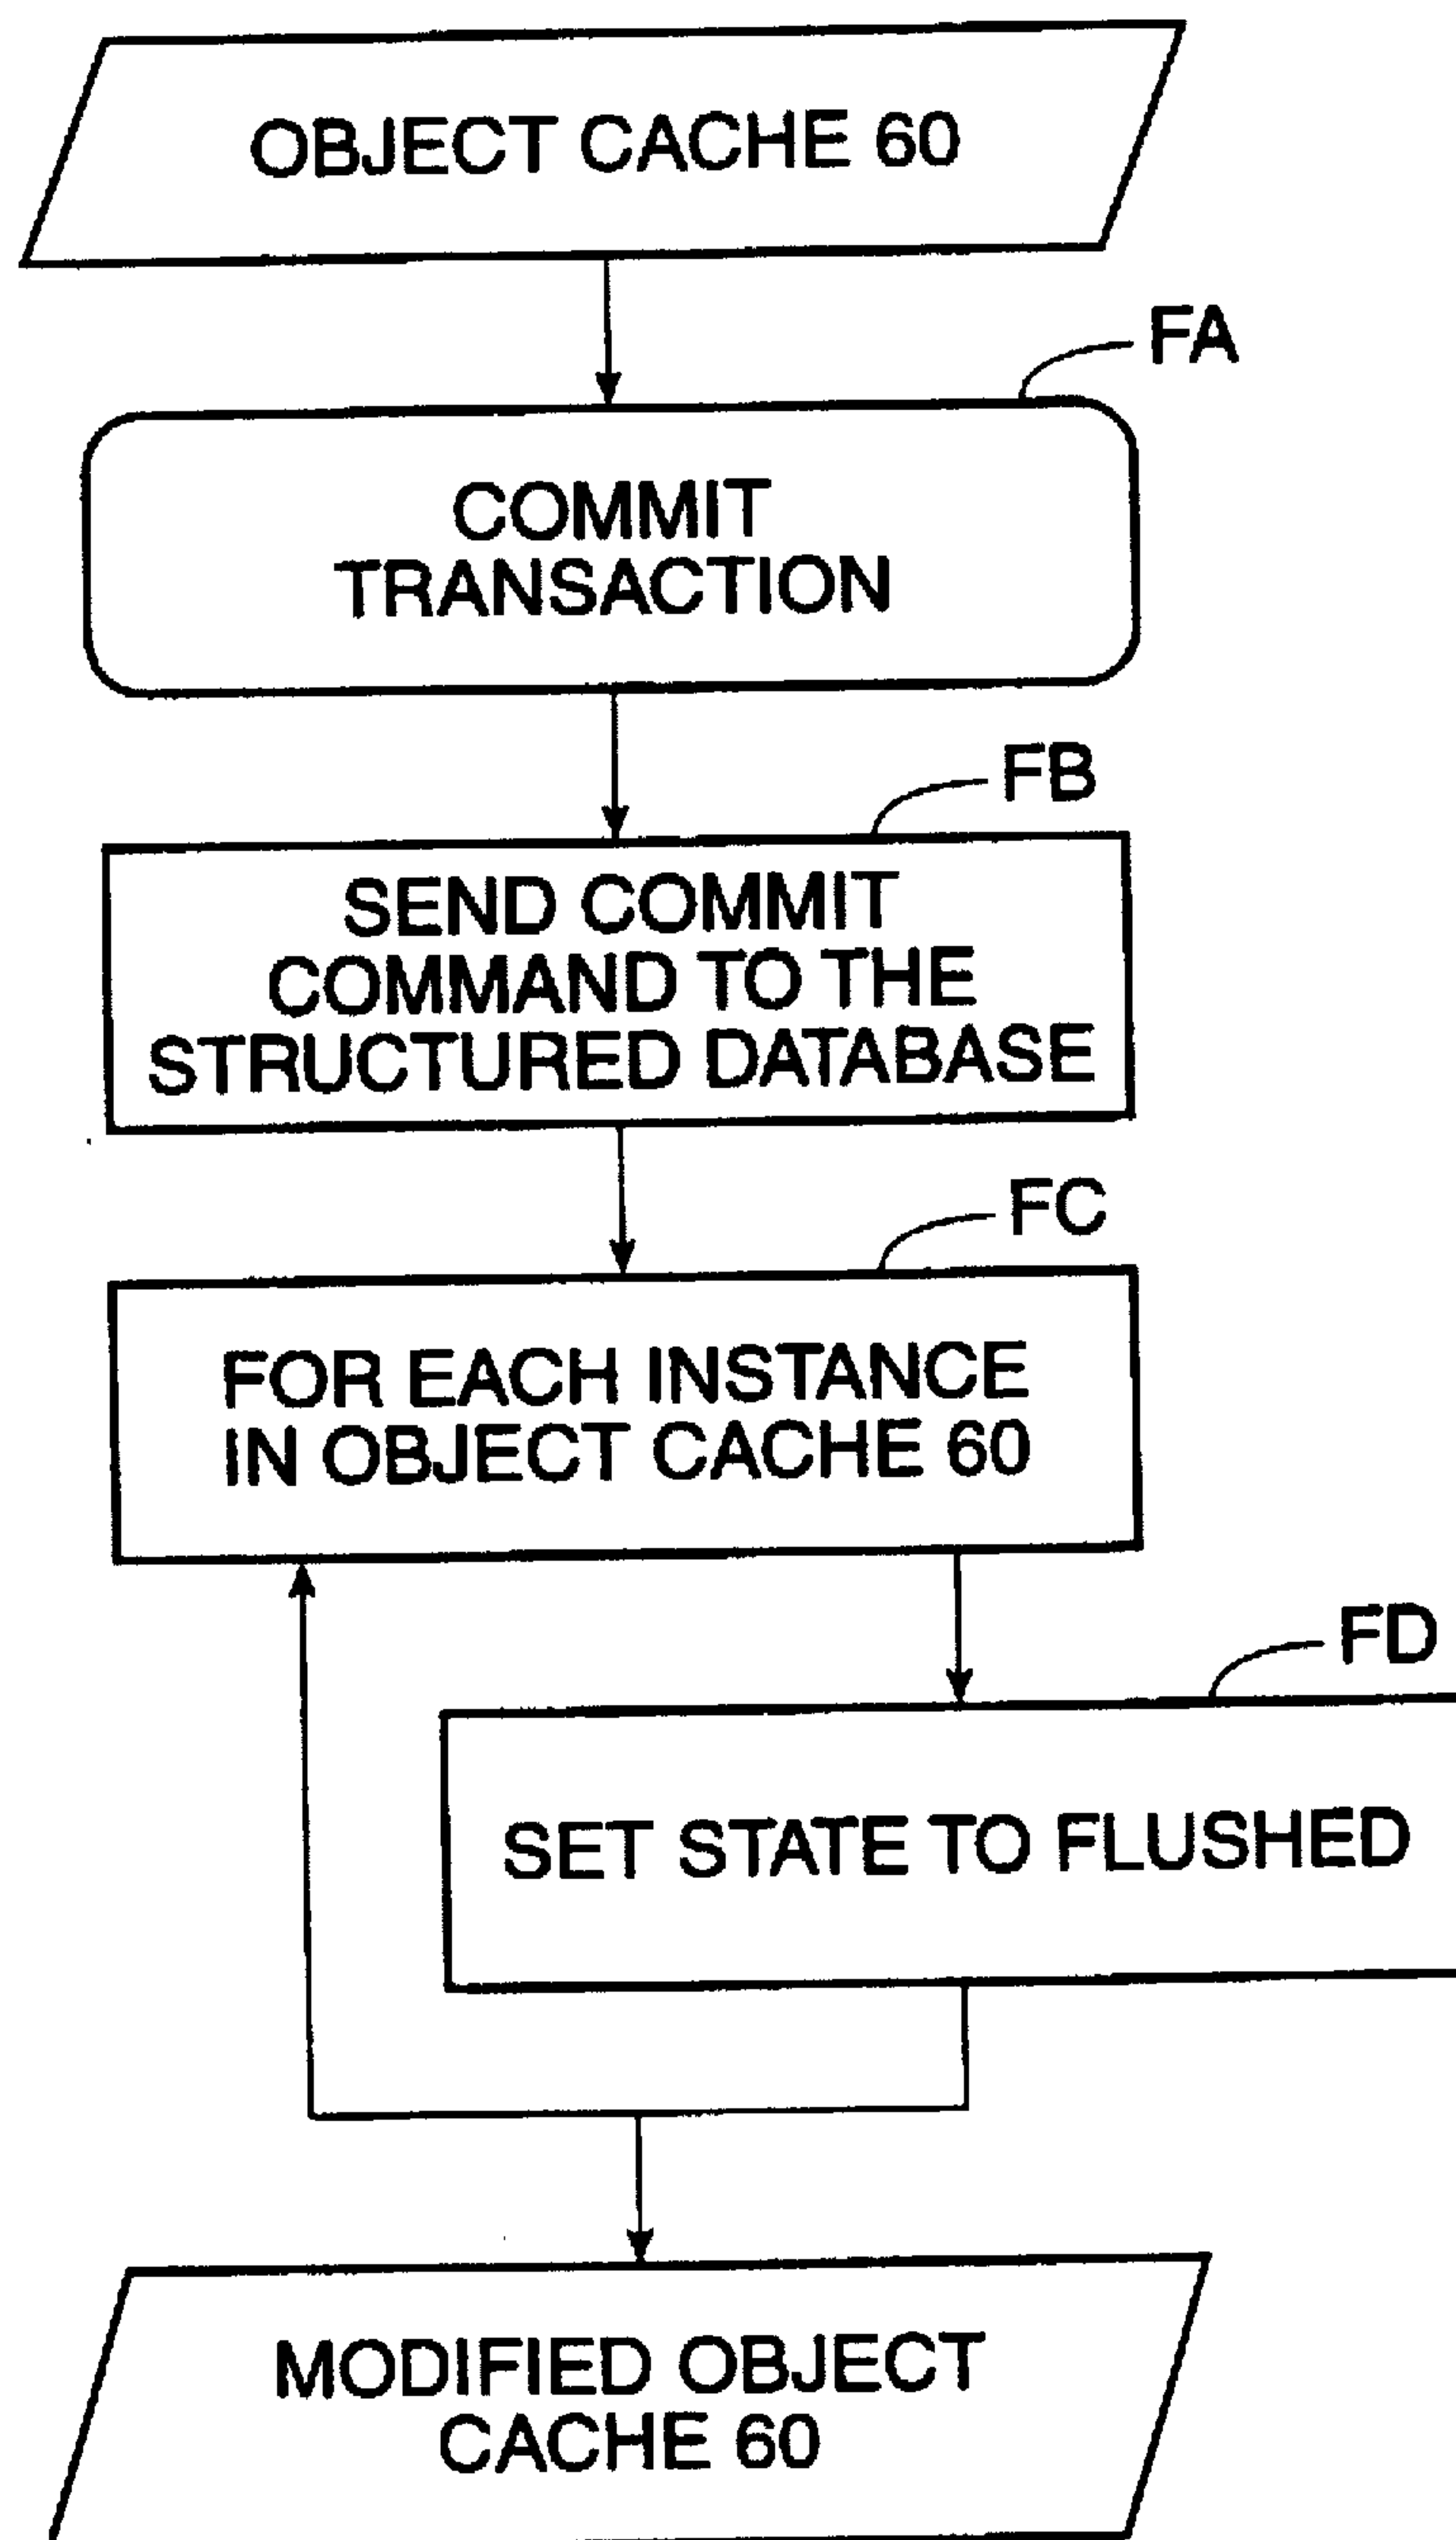 OBJECT CACHE 60
FA
COMMIT
TRANSACTION
FB
SEND COMMIT
COMMAND TO THE
STRUCTURED DATABASE
FC
FOR EACH INSTANCE
IN OBJECT CACHE 60
FD
SET STATE TO FLUSHED
MODIFIED OBJECT
CACHE 60